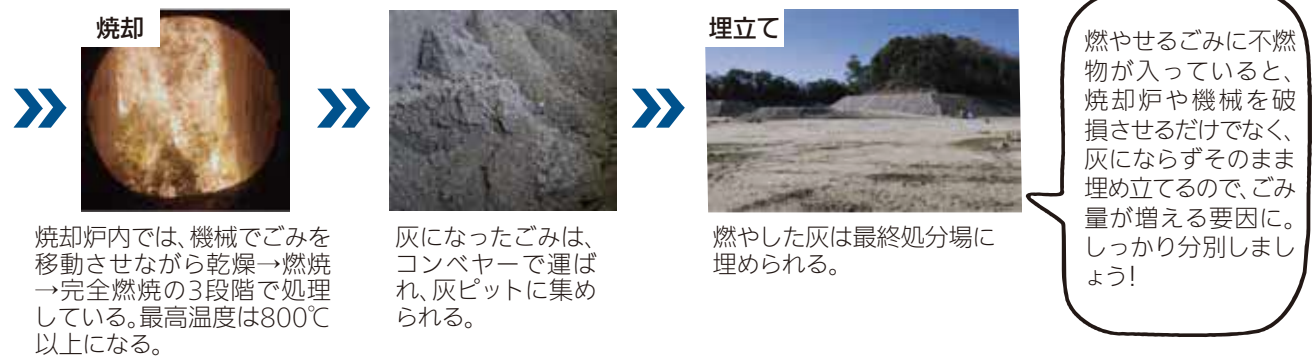 焼却
焼却炉内では、機械でごみを
移動させながら乾燥→燃焼
→完全燃焼の3段階で処理
している。最高温度は800℃
以上になる。
灰になったごみは、
コンベヤーで運ば
れ、灰ピットに集め
られる。
埋立て
燃やした灰は最終処分場に
埋められる。
燃やせるごみに不燃
物が入っていると、
焼却炉や機械を破
損させるだけでなく、
灰にならずそのまま
埋め立てるので、ごみ
量が増える要因に。
しっかり分別しまし
ょう!